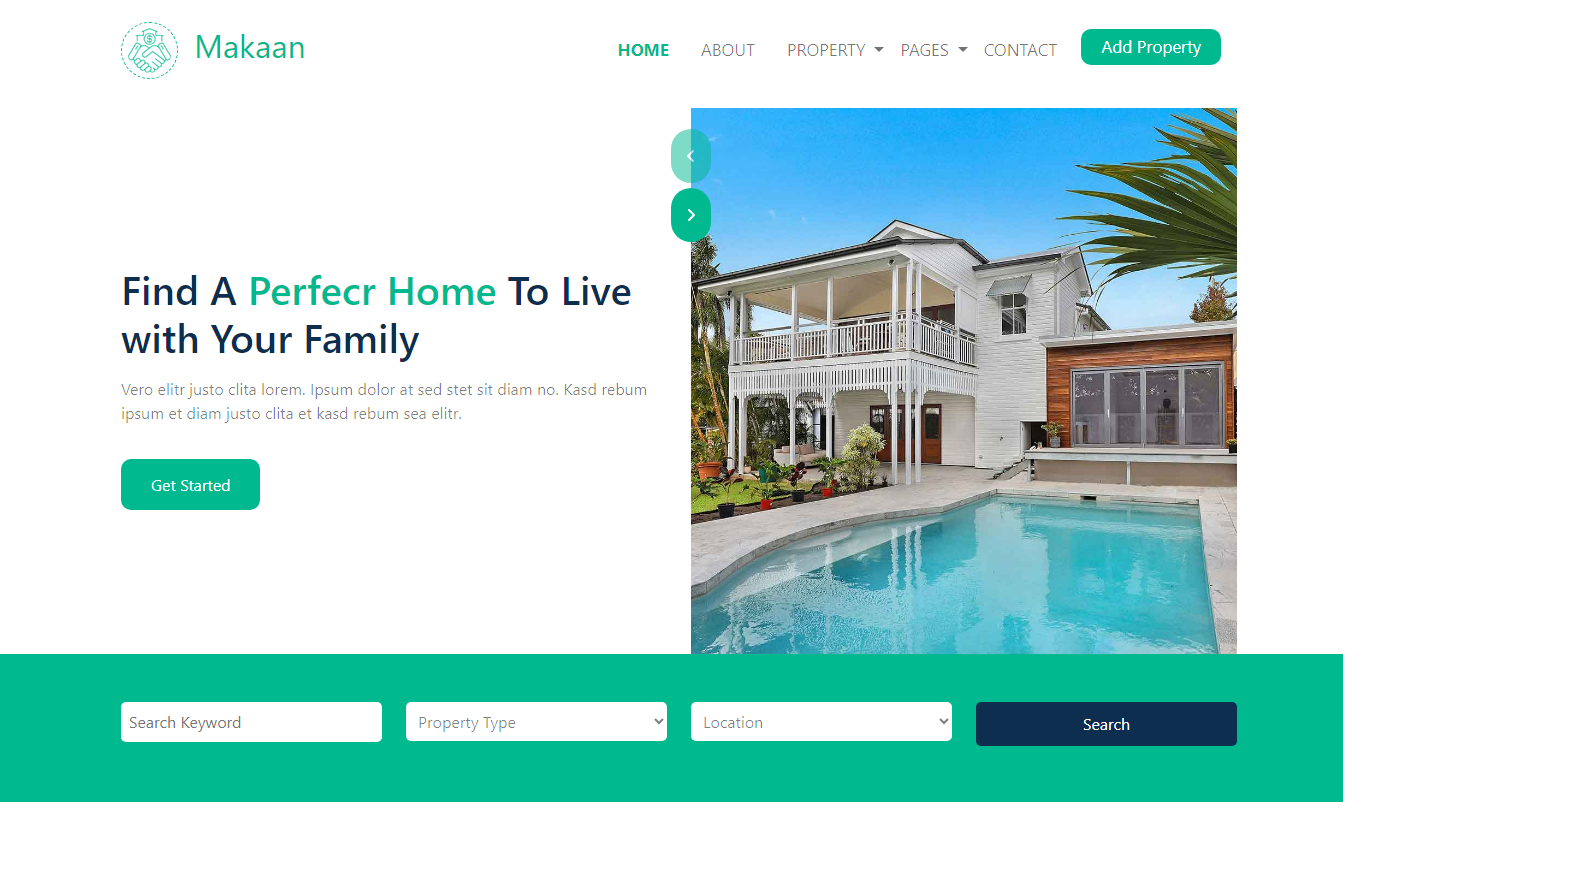 Makaan
HOME ABOUT PROPERTY PAGES CONTACT Add Property
Find A Perfecr Home To Live
with Your Family
Vero elitr justo clita lorem. Ipsum dolor at sed stet sit diam no. Kasd rebum
ipsum et diam justo clita et kasd rebum sea elitr.
Get Started
Search Keyword Property Type Location Search